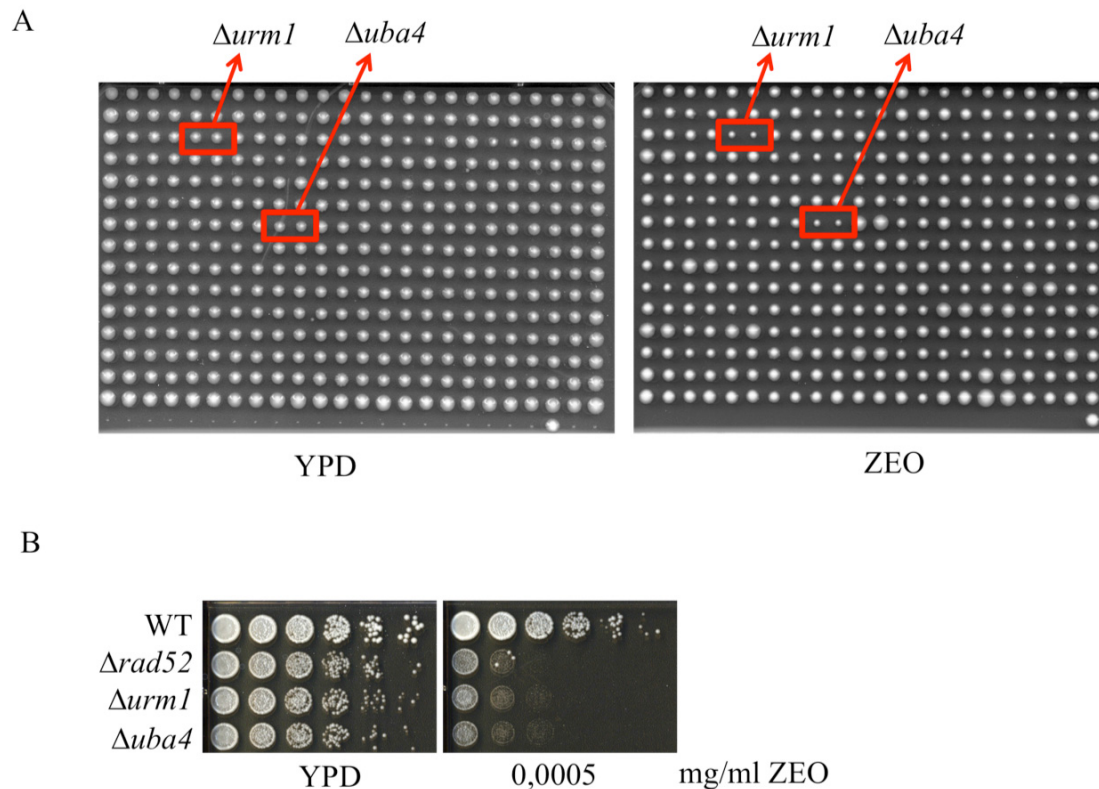 A
Δurm1 Δuba4 Δurm1 Δuba4
YPD ZEO
B
WT
Δrad52
Δurm1
Δuba4
YPD 0,0005 mg/ml ZEO